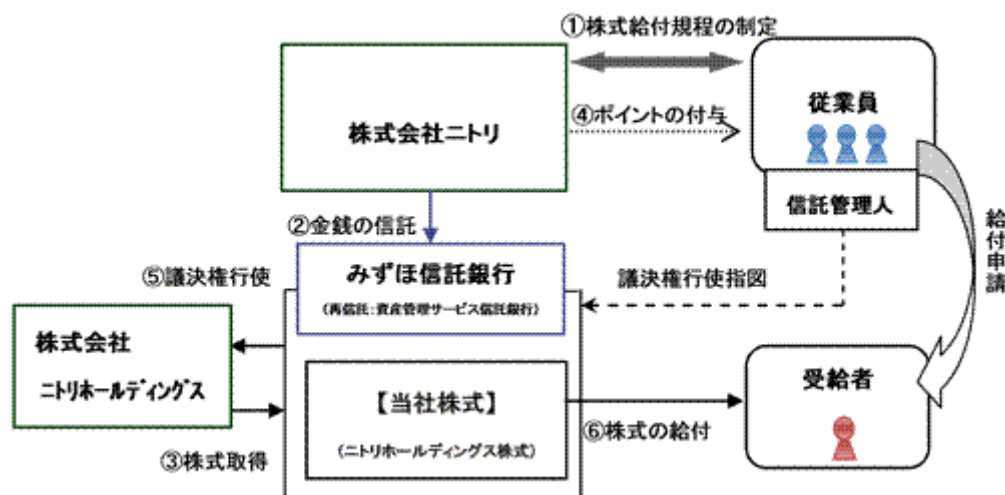 ①株式給付規程の制定
株式会社ニトリ
④ポイントの付与
従業員
信託管理人
②金銭の信託
給付申請
⑤議決権行使
みずほ信託銀行
(再信託:資産管理サービス信託銀行)
議決権行使指図
株式会社
ニトリホールディングス
【当社株式】
(ニトリホールディングス株式)
受給者
⑥株式の給付
③株式取得